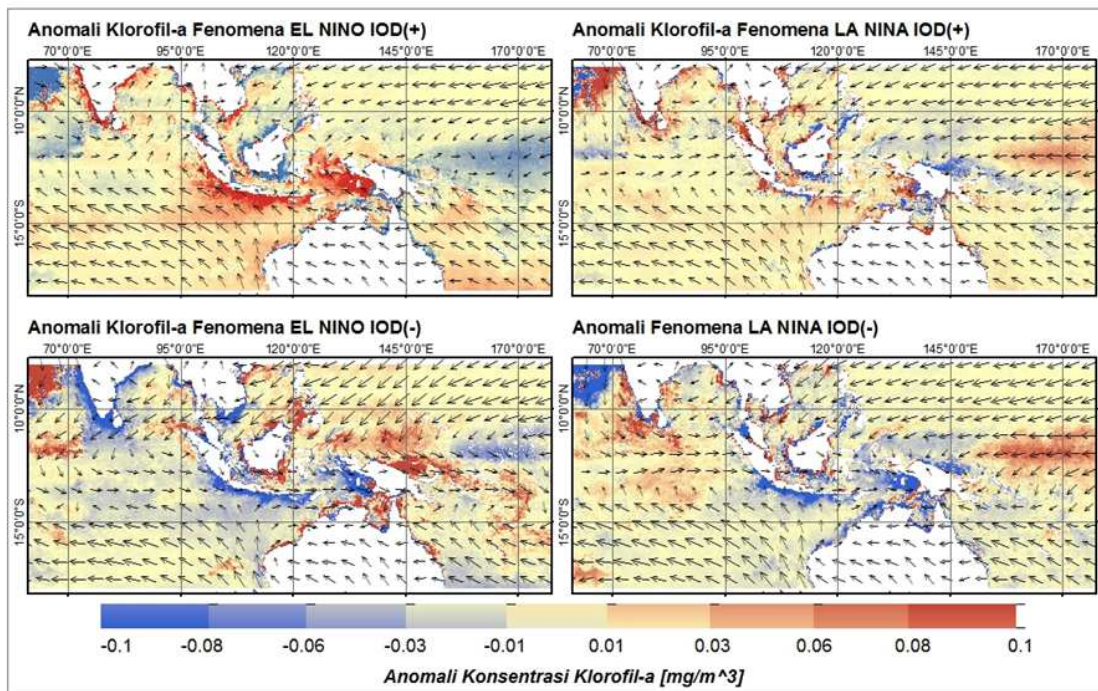 Anomali Klorofil-a Fenomena EL NINO IOD(+)
70°0'0"E 95°0'0"E 120°0'0"E 145°0'0"E 170°0'0"E
10°0'0"N
15°0'0"S
Anomali Klorofil-a Fenomena LA NINA IOD(+)
70°0'0"E 95°0'0"E 120°0'0"E 145°0'0"E 170°0'0"E
10°0'0"N
15°0'0"S
Anomali Klorofil-a Fenomena EL NINO IOD(-)
70°0'0"E 95°0'0"E 120°0'0"E 145°0'0"E 170°0'0"E
10°0'0"N
15°0'0"S
Anomali Fenomena LA NINA IOD(-)
70°0'0"E 95°0'0"E 120°0'0"E 145°0'0"E 170°0'0"E
10°0'0"N
15°0'0"S
-0.1 -0.08 -0.06 -0.03 -0.01 0.01 0.03 0.06 0.08 0.1
Anomali Konsentrasi Klorofil-a [mg/m^3]